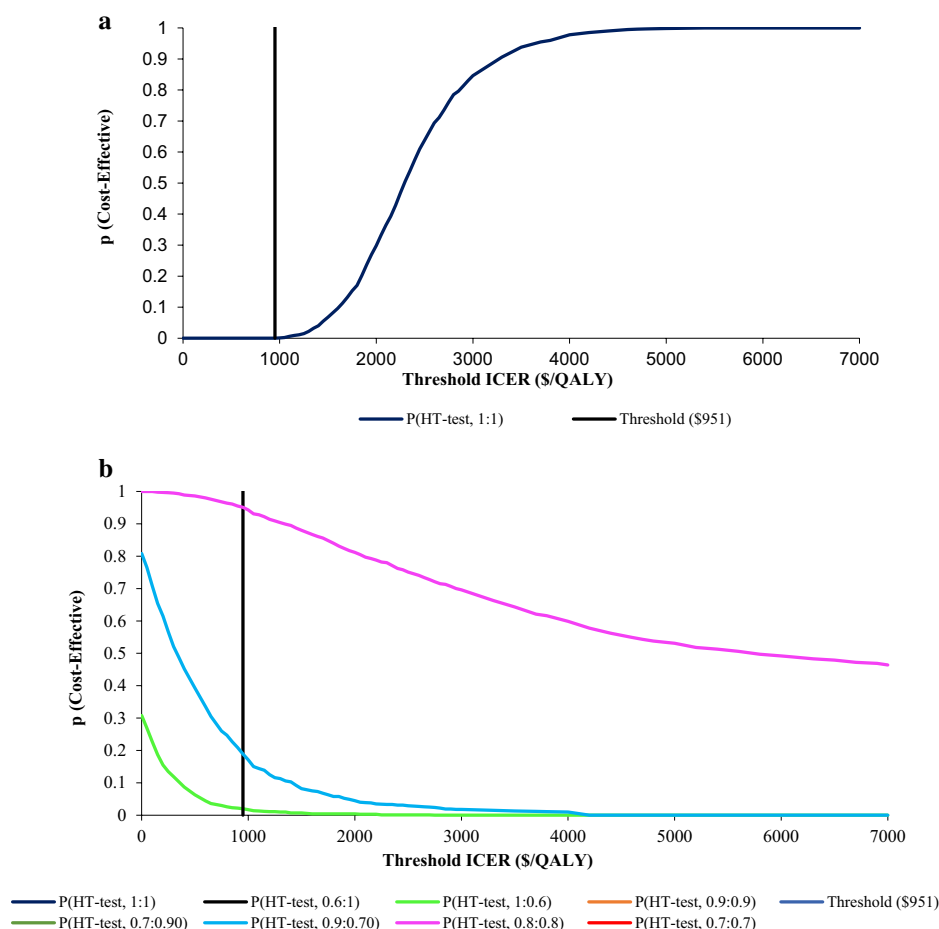 a
1
0.9
0.8
0.7
0.6
0.5
0.4
0.3
0.2
0.1
0
p (Cost-Effective)
0 1000 2000 3000 4000 5000 6000 7000
Threshold ICER ($/QALY)
P(HT-test, 1:1) Threshold ($951)
b
1
0.9
0.8
0.7
0.6
0.5
0.4
0.3
0.2
0.1
0
p (Cost-Effective)
0 1000 2000 3000 4000 5000 6000 7000
Threshold ICER ($/QALY)
P(HT-test, 1:1) P(HT-test, 0.6:1) P(HT-test, 1:0.6) P(HT-test, 0.9:0.9) Threshold ($951)
P(HT-test, 0.7:0.90) P(HT-test, 0.9:0.70) P(HT-test, 0.8:0.8) P(HT-test, 0.7:0.7)